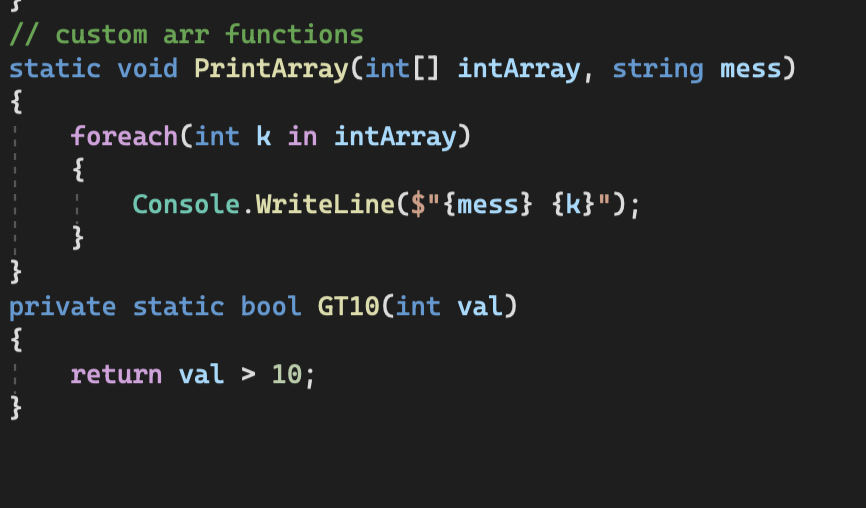 }
// custom arr functions
static void PrintArray(int[] intArray, string mess)
{
    foreach(int k in intArray)
    {
        Console.WriteLine($"{mess} {k}");
    }
}
private static bool GT10(int val)
{
    return val > 10;
}